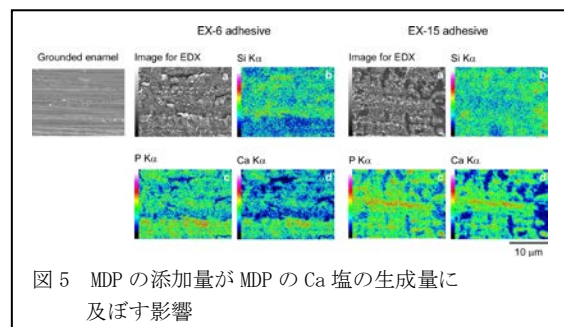 EX-6 adhesive
EX-15 adhesive
Grounded enamel
Image for EDX
Si Kα
Image for EDX
Si Kα
a
b
a
b
P Kα
Ca Kα
P Kα
Ca Kα
c
d
d
10 μm
図 5 MDP の添加量が MDP の Ca 塩の生成量に
及ぼす影響